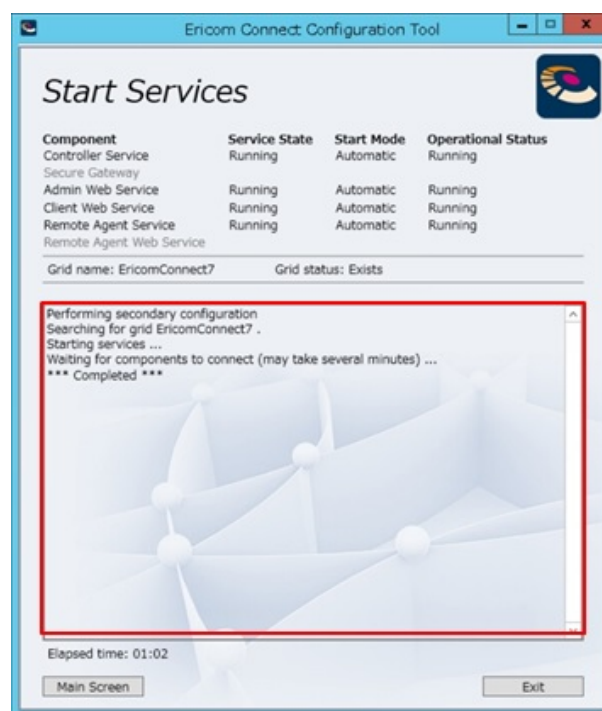 Ericom Connect Configuration Tool
Start Services
Component Service State Start Mode Operational Status
Controller Service Running Automatic Running
Secure Gateway
Admin Web Service Running Automatic Running
Client Web Service Running Automatic Running
Remote Agent Service Running Automatic Running
Remote Agent Web Service
Grid name: EricomConnect7 Grid status: Exists
Performing secondary configuration
Searching for grid EricomConnect7 .
Starting services ...
Waiting for components to connect (may take several minutes) ...
*** Completed ***
Elapsed time: 01:02
Main Screen Exit